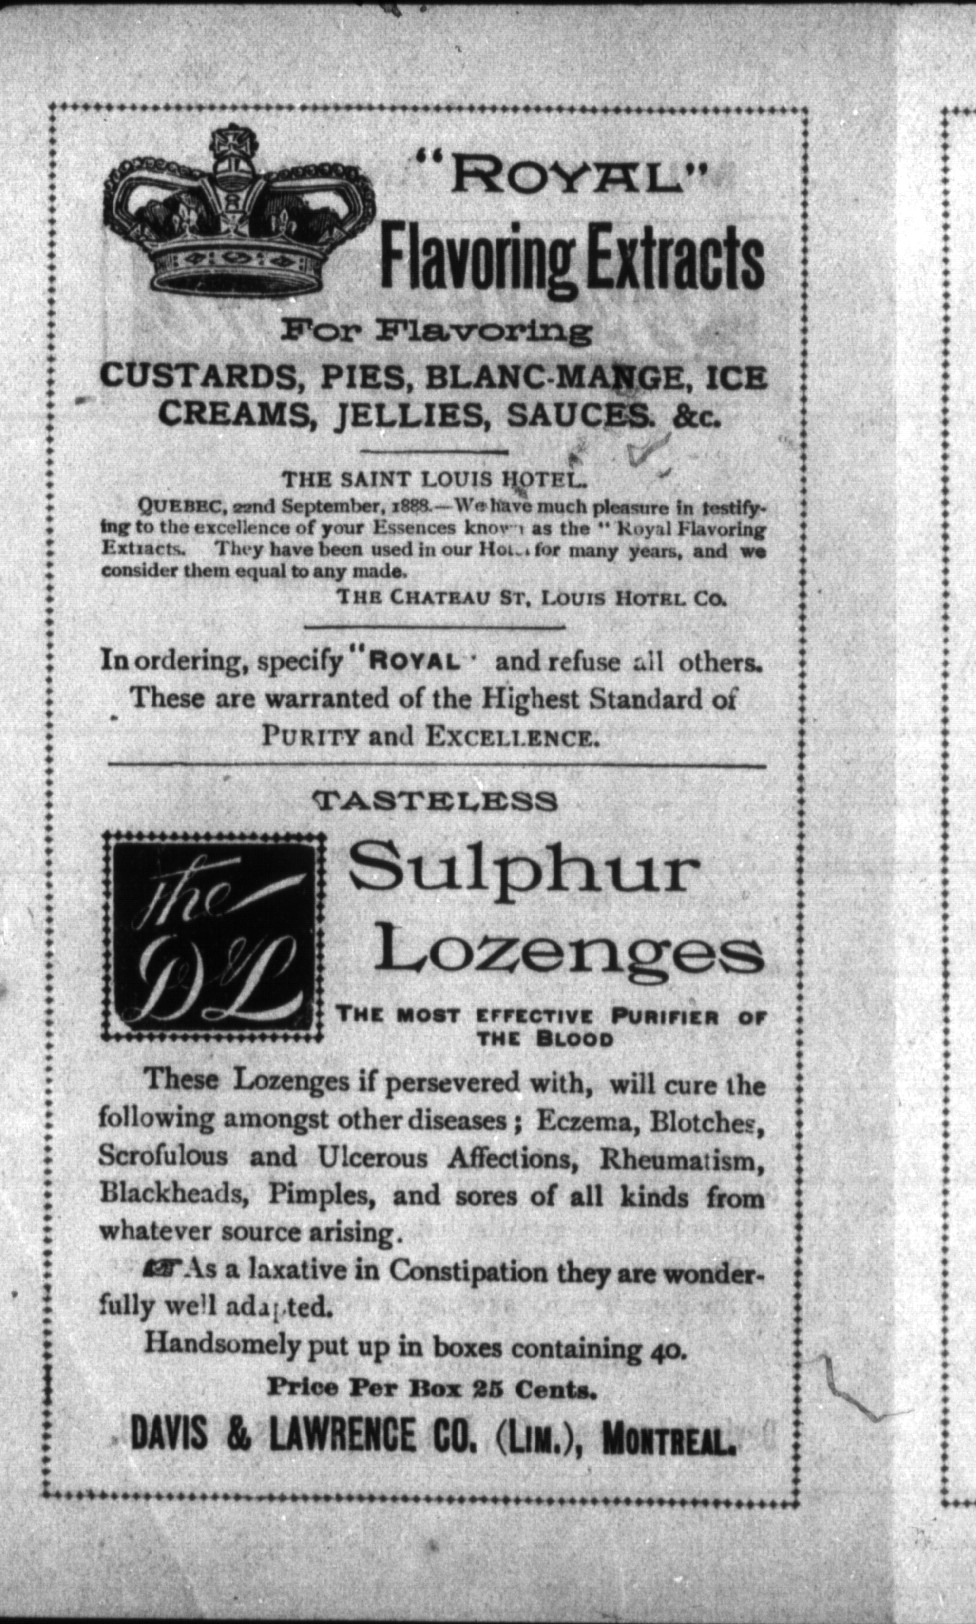 "ROYAL"
Flavoring Extracts
For Flavoring
CUSTARDS, PIES, BLANC-MANGE, ICE
CREAMS, JELLIES, SAUCES. &c.
THE SAINT LOUIS HOTEL.
QUEBEC, 22nd September, 1888.—We have much pleasure in testify-
ing to the excellence of your Essences known as the " Royal Flavoring
Extracts. They have been used in our Hotel for many years, and we
consider them equal to any made.
THE CHATEAU ST, LOUIS HOTEL CO.
In ordering, specify "ROYAL" and refuse all others.
These are warranted of the Highest Standard of
PURITY and EXCELLENCE.
TASTELESS
The
D & L
Sulphur
Lozenges
THE MOST EFFECTIVE PURIFIER OF
THE BLOOD
These Lozenges if persevered with, will cure the
following amongst other diseases ; Eczema, Blotches,
Scrofulous and Ulcerous Affections, Rheumatism,
Blackheads, Pimples, and sores of all kinds from
whatever source arising.
☞As a laxative in Constipation they are wonder-
fully well adapted.
Handsomely put up in boxes containing 40.
Price Per Box 25 Cents.
DAVIS & LAWRENCE CO. (LIM.), MONTREAL.